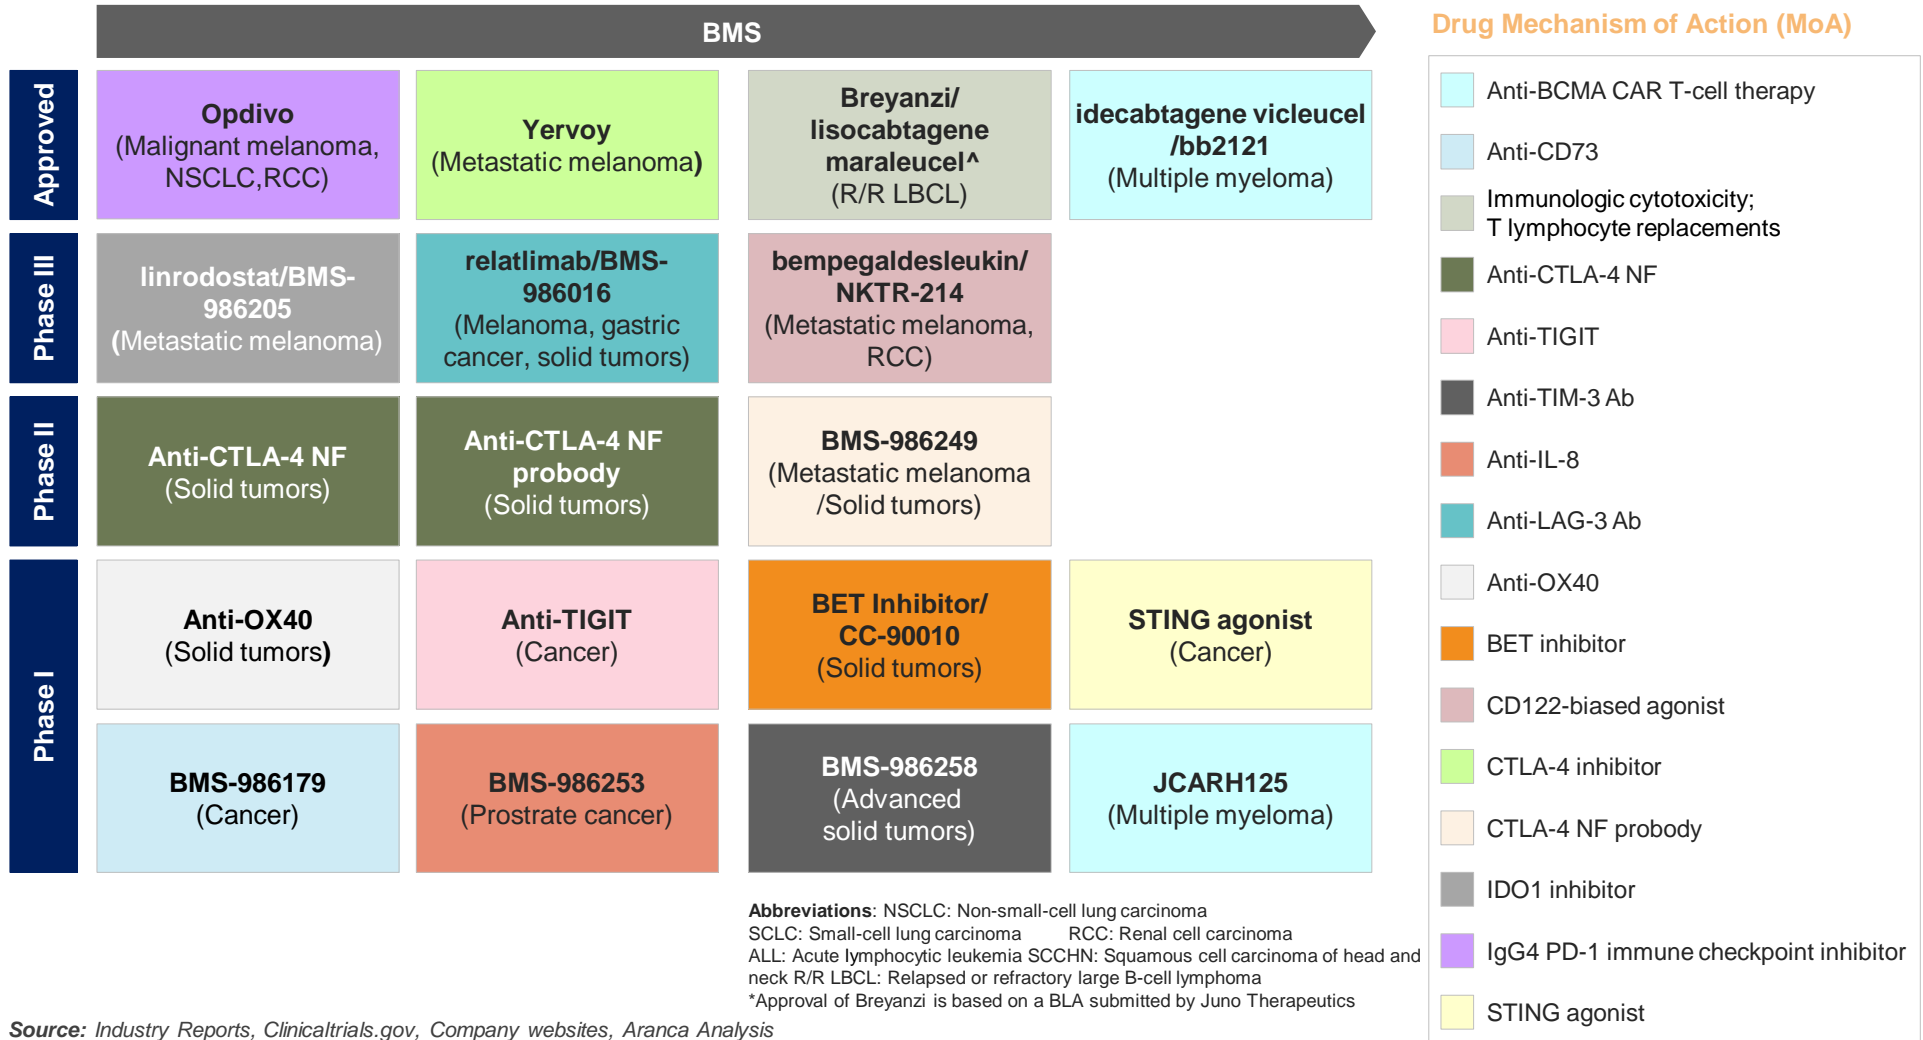 BMS
Drug Mechanism of Action (MoA)
Approved
Opdivo
(Malignant melanoma,
NSCLC,RCC)
Yervoy
(Metastatic melanoma)
Breyanzi/
lisocabtagene
maraleucel^
(R/R LBCL)
idecabtagene vicleucel
/bb2121
(Multiple myeloma)
Phase III
linrodostat/BMS-
986205
(Metastatic melanoma)
relatlimab/BMS-
986016
(Melanoma, gastric
cancer, solid tumors)
bempegaldesleukin/
NKTR-214
(Metastatic melanoma,
RCC)
Phase II
Anti-CTLA-4 NF
(Solid tumors)
Anti-CTLA-4 NF
probody
(Solid tumors)
BMS-986249
(Metastatic melanoma
/Solid tumors)
Phase I
Anti-OX40
(Solid tumors)
Anti-TIGIT
(Cancer)
BET Inhibitor/
CC-90010
(Solid tumors)
STING agonist
(Cancer)
BMS-986179
(Cancer)
BMS-986253
(Prostrate cancer)
BMS-986258
(Advanced
solid tumors)
JCARH125
(Multiple myeloma)
Anti-BCMA CAR T-cell therapy
Anti-CD73
Immunologic cytotoxicity;
T lymphocyte replacements
Anti-CTLA-4 NF
Anti-TIGIT
Anti-TIM-3 Ab
Anti-IL-8
Anti-LAG-3 Ab
Anti-OX40
BET inhibitor
CD122-biased agonist
CTLA-4 inhibitor
CTLA-4 NF probody
IDO1 inhibitor
IgG4 PD-1 immune checkpoint inhibitor
STING agonist
Abbreviations: NSCLC: Non-small-cell lung carcinoma
SCLC: Small-cell lung carcinoma RCC: Renal cell carcinoma
ALL: Acute lymphocytic leukemia SCCHN: Squamous cell carcinoma of head and
neck R/R LBCL: Relapsed or refractory large B-cell lymphoma
*Approval of Breyanzi is based on a BLA submitted by Juno Therapeutics
Source: Industry Reports, Clinicaltrials.gov, Company websites, Aranca Analysis